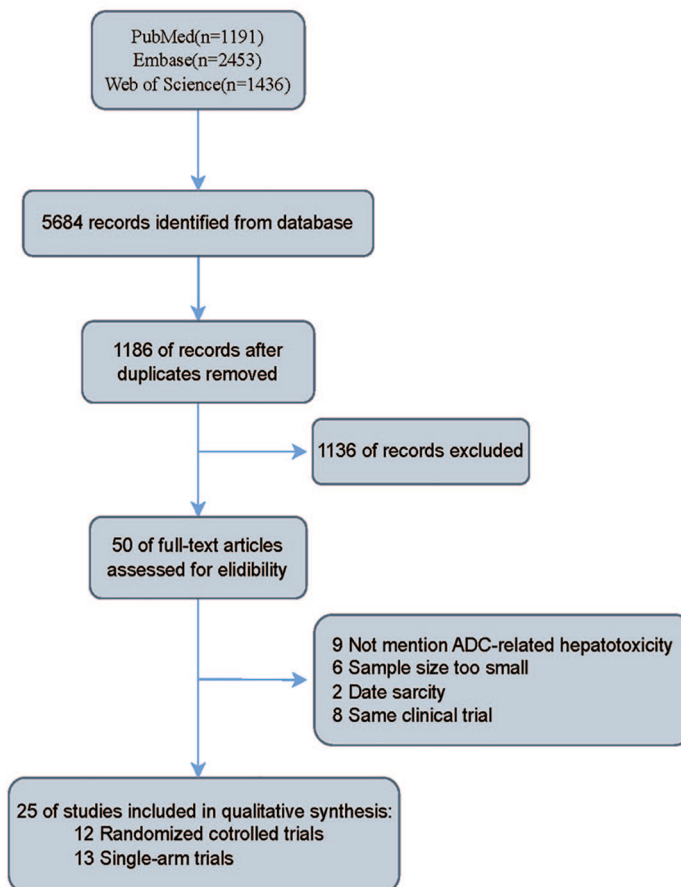 PubMed(n=1191)
Embase(n=2453)
Web of Science(n=1436)
5684 records identified from database
1186 of records after
duplicates removed
1136 of records excluded
50 of full-text articles
assessed for elidibility
9 Not mention ADC-related hepatotoxicity
6 Sample size too small
2 Date sarcity
8 Same clinical trial
25 of studies included in qualitative synthesis:
12 Randomized cotrolled trials
13 Single-arm trials